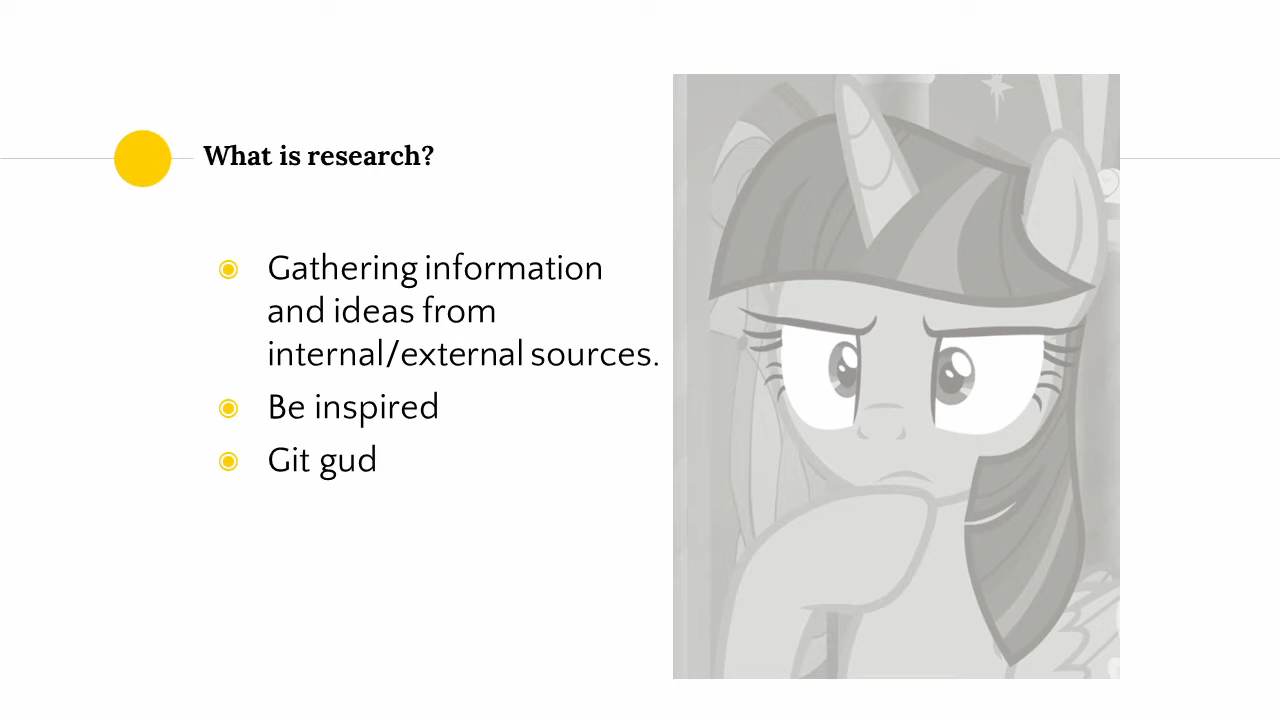 What is research?
Gathering information
and ideas from
internal/external sources.
Be inspired
Git gud